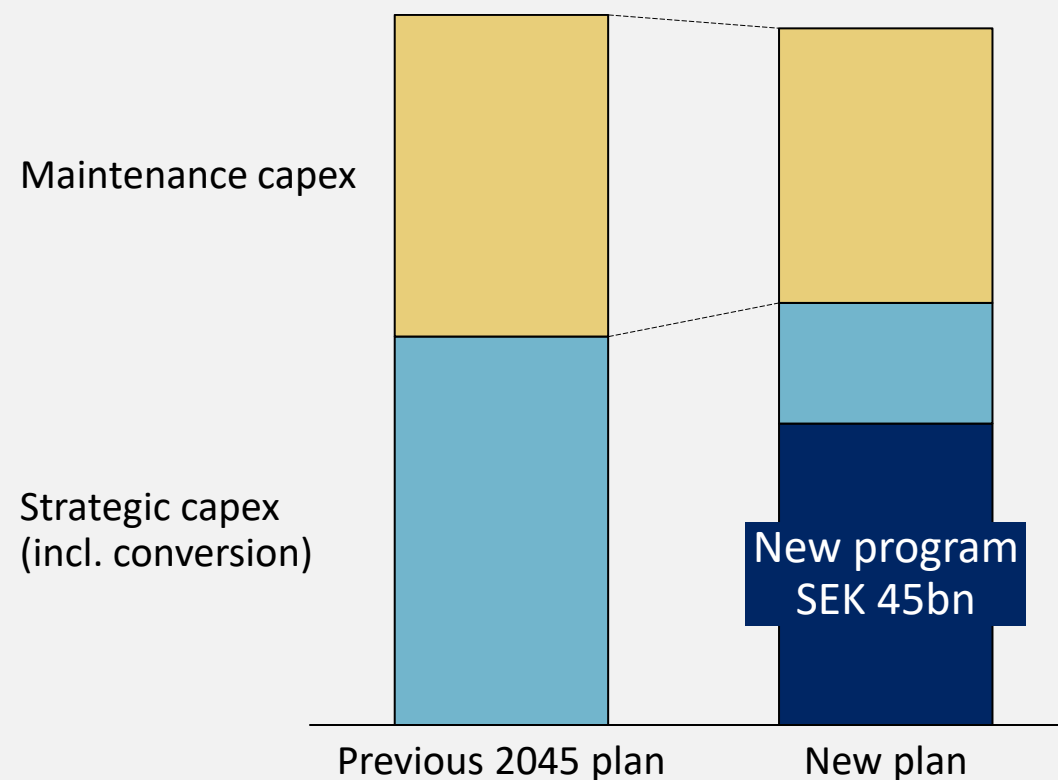 Maintenance capex
Strategic capex
(incl. conversion)
New program
SEK 45bn
Previous 2045 plan
New plan